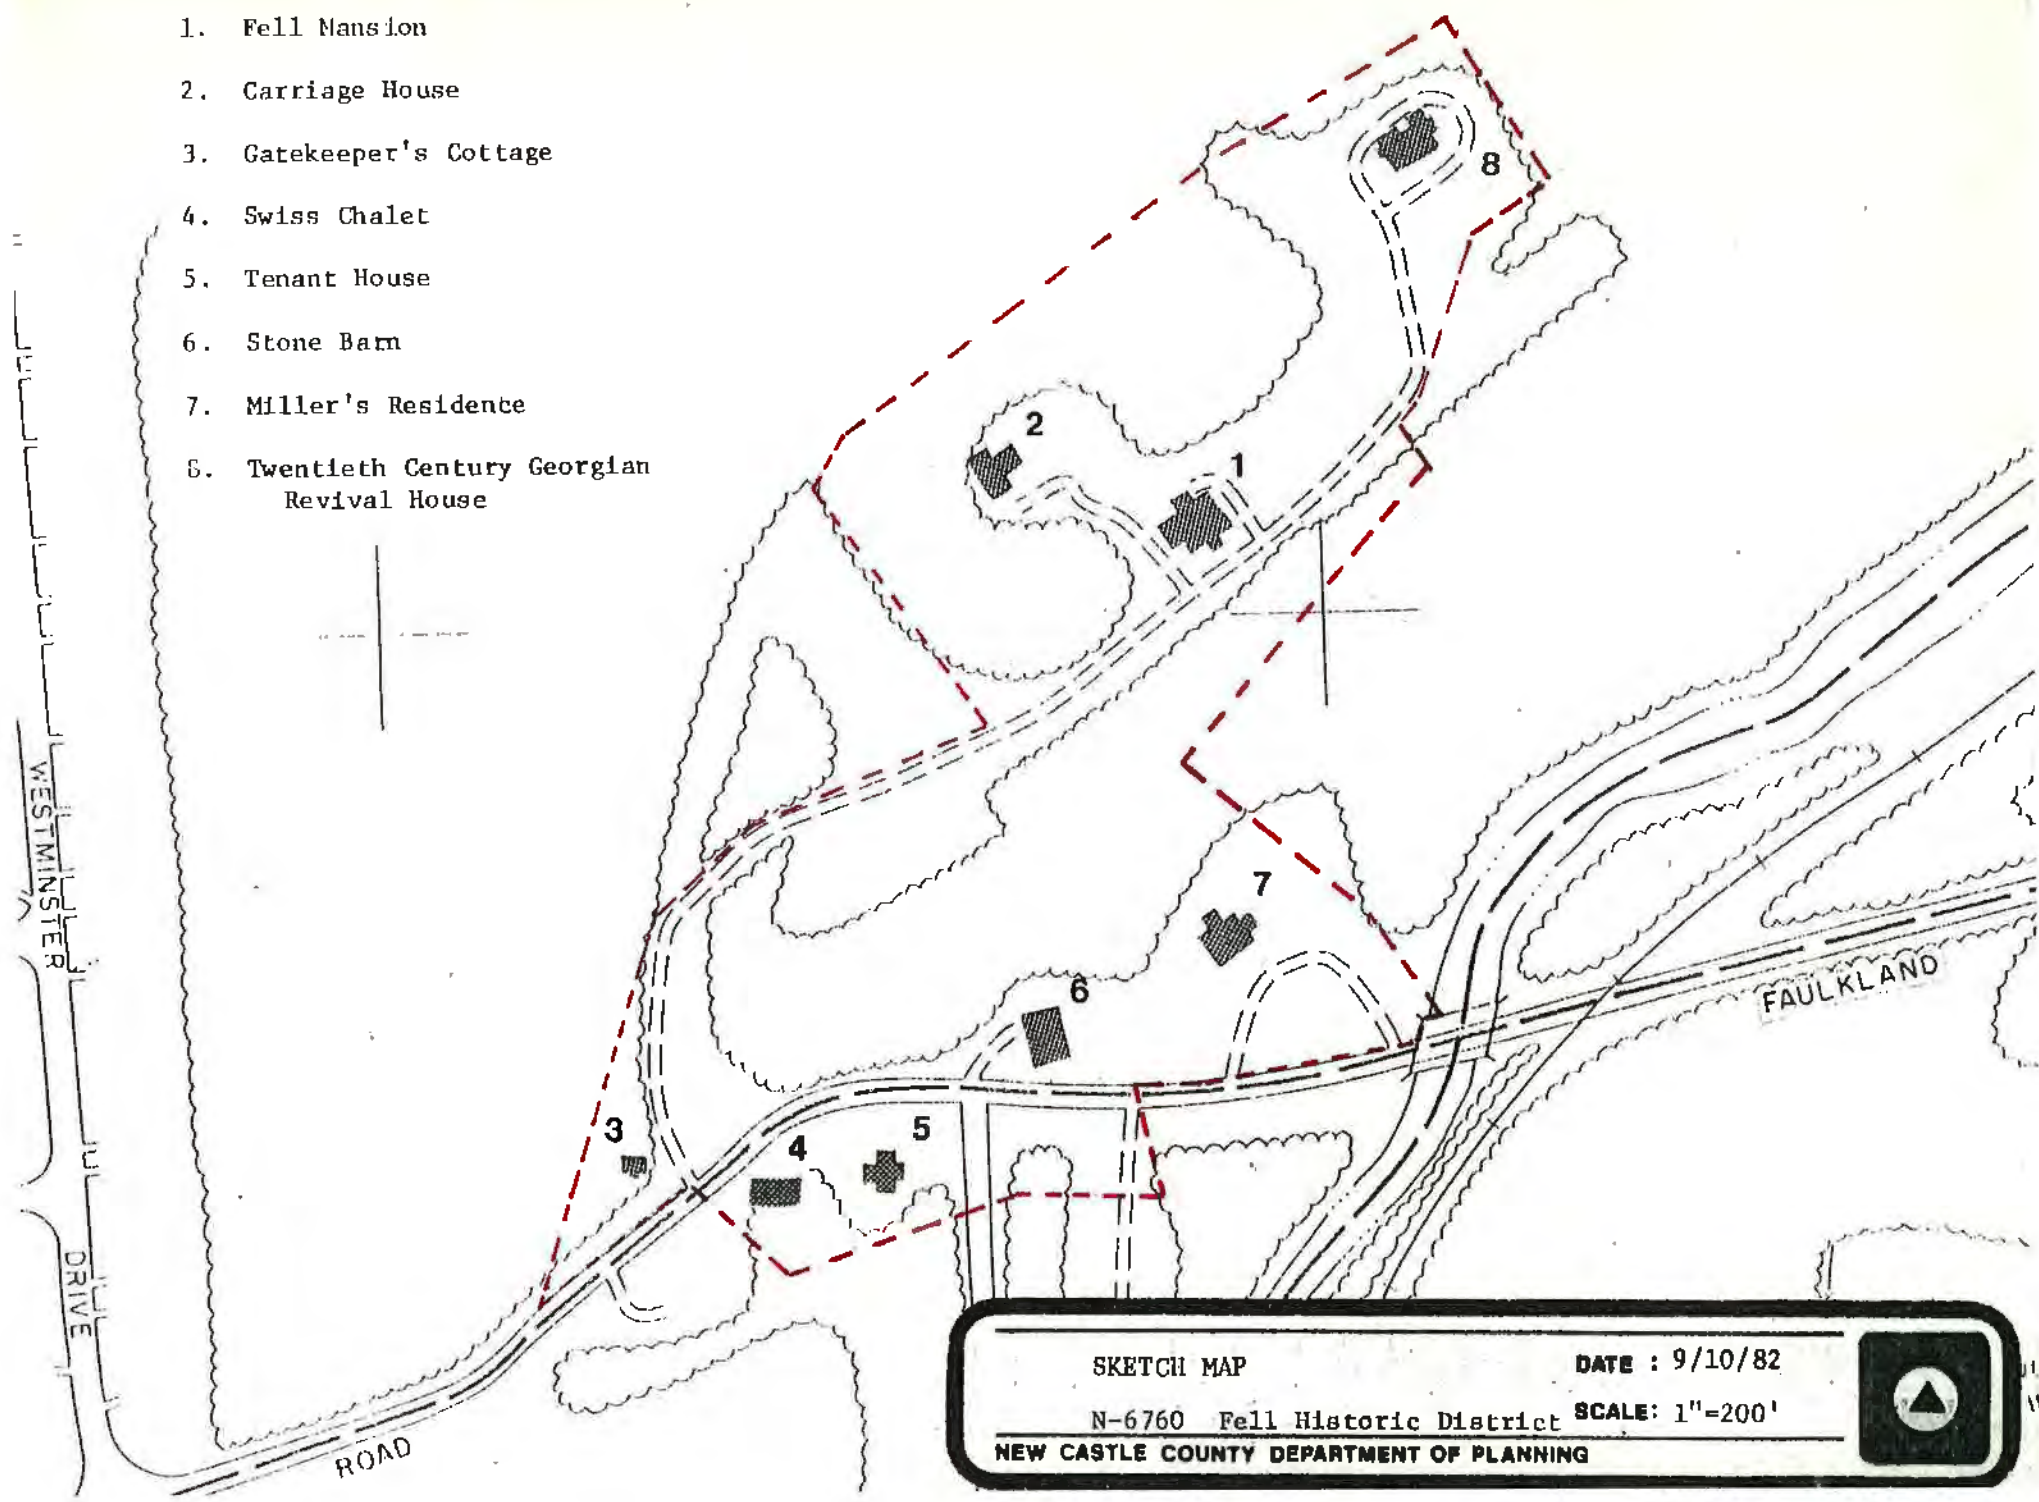 1. Fell Mansion
2. Carriage House
3. Gatekeeper's Cottage
4. Swiss Chalet
5. Tenant House
6. Stone Barn
7. Miller's Residence
8. Twentieth Century Georgian
Revival House
8
2
1
7
6
5
4
3
WESTMINSTER
DRIVE
FAULKLAND
ROAD
SKETCH MAP
DATE : 9/10/82
N-6760 Fell Historic District
SCALE: 1"=200'
NEW CASTLE COUNTY DEPARTMENT OF PLANNING